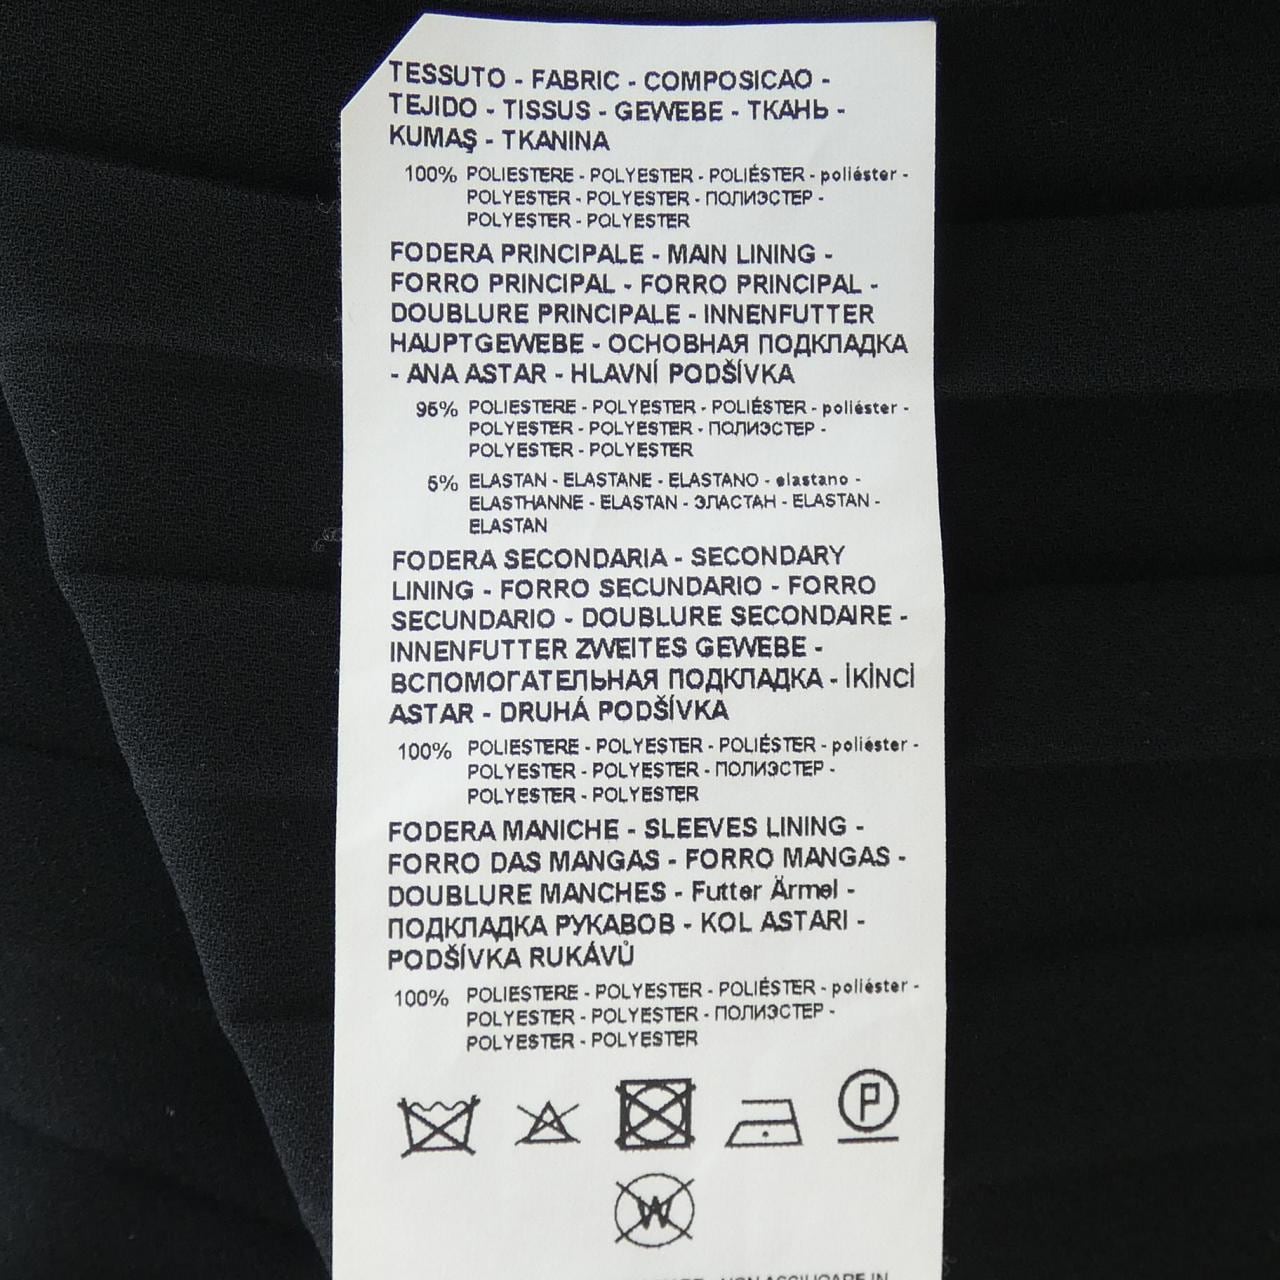 TESSUTO - FABRIC - COMPOSICAO -
TEJIDO - TISSUS - GEWEBE - ТКАНЬ -
KUMAŞ - TKANINA
100% POLIESTERE - POLYESTER - POLIÉSTER - poliéster -
POLYESTER - POLYESTER - ПОЛИЭСТЕР -
POLYESTER - POLYESTER
FODERA PRINCIPALE - MAIN LINING -
FORRO PRINCIPAL - FORRO PRINCIPAL -
DOUBLURE PRINCIPALE - INNENFUTTER
HAUPTGEWEBE - ОСНОВНАЯ ПОДКЛАДКА
- ANA ASTAR - HLAVNÍ PODŠÍVKA
95% POLIESTERE - POLYESTER - POLIÉSTER - poliéster -
POLYESTER - POLYESTER - ПОЛИЭСТЕР -
POLYESTER - POLYESTER
5% ELASTAN - ELASTANE - ELASTANO - elastano -
ELASTHANNE - ELASTAN - ЭЛАСТАН - ELASTAN -
ELASTAN
FODERA SECONDARIA - SECONDARY
LINING - FORRO SECUNDARIO - FORRO
SECUNDARIO - DOUBLURE SECONDAIRE -
INNENFUTTER ZWEITES GEWEBE -
ВСПОМОГАТЕЛЬНАЯ ПОДКЛАДКА - İKİNCİ
ASTAR - DRUHÁ PODŠÍVKA
100% POLIESTERE - POLYESTER - POLIÉSTER - poliéster -
POLYESTER - POLYESTER - ПОЛИЭСТЕР -
POLYESTER - POLYESTER
FODERA MANICHE - SLEEVES LINING -
FORRO DAS MANGAS - FORRO MANGAS -
DOUBLURE MANCHES - Futter Ärmel -
ПОДКЛАДКА РУКАВОВ - KOL ASTARI -
PODŠÍVKA RUKÁVŮ
100% POLIESTERE - POLYESTER - POLIÉSTER - poliéster -
POLYESTER - POLYESTER - ПОЛИЭСТЕР -
POLYESTER - POLYESTER
P
W